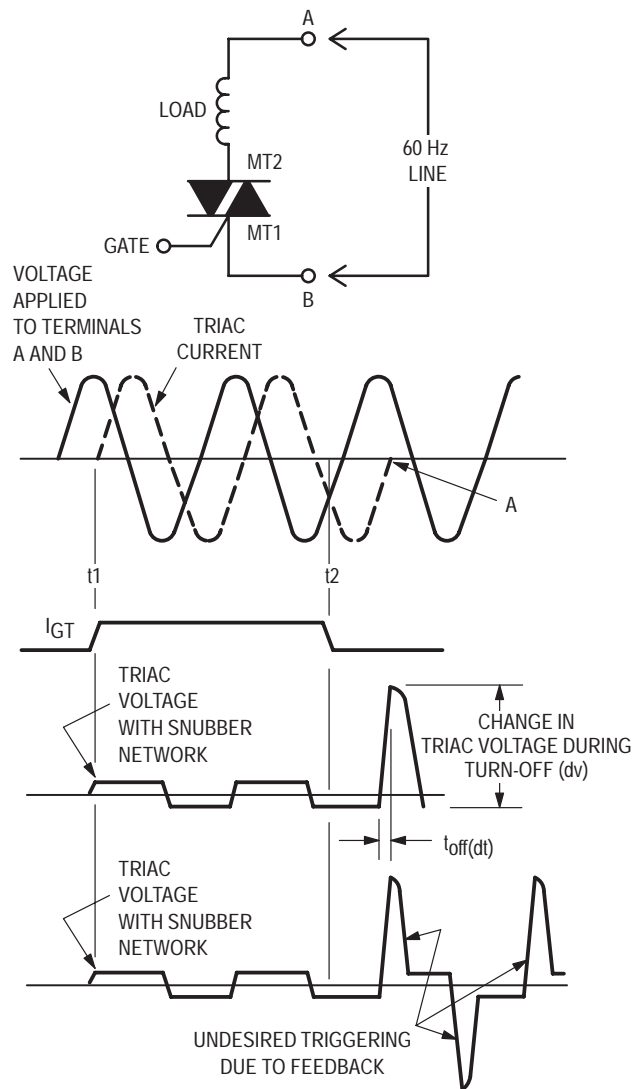 A
LOAD
MT2
60 Hz
LINE
MT1
GATE
B
VOLTAGE
APPLIED
TO TERMINALS
A AND B
TRIAC
CURRENT
A
t1
t2
IGT
TRIAC
VOLTAGE
WITH SNUBBER
NETWORK
CHANGE IN
TRIAC VOLTAGE DURING
TURN-OFF (dv)
toff(dt)
TRIAC
VOLTAGE
WITH SNUBBER
NETWORK
UNDESIRED TRIGGERING
DUE TO FEEDBACK